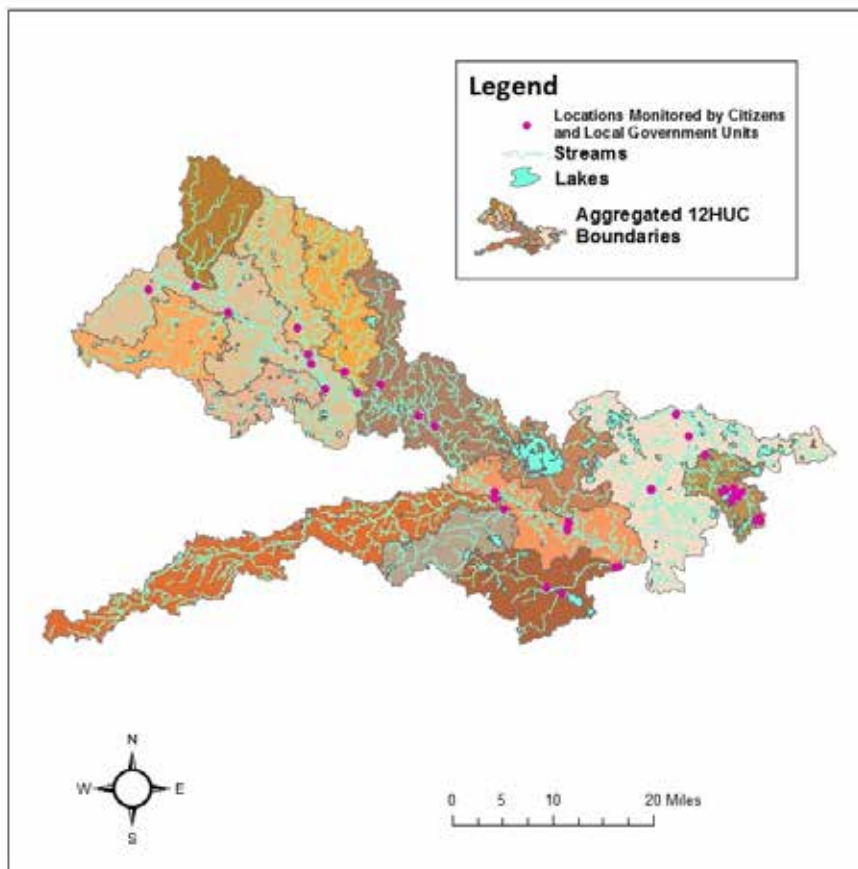 Legend
Locations Monitored by Citizens
and Local Government Units
Streams
Lakes
Aggregated 12HUC
Boundaries
N
W E
S
0 5 10 20 Miles